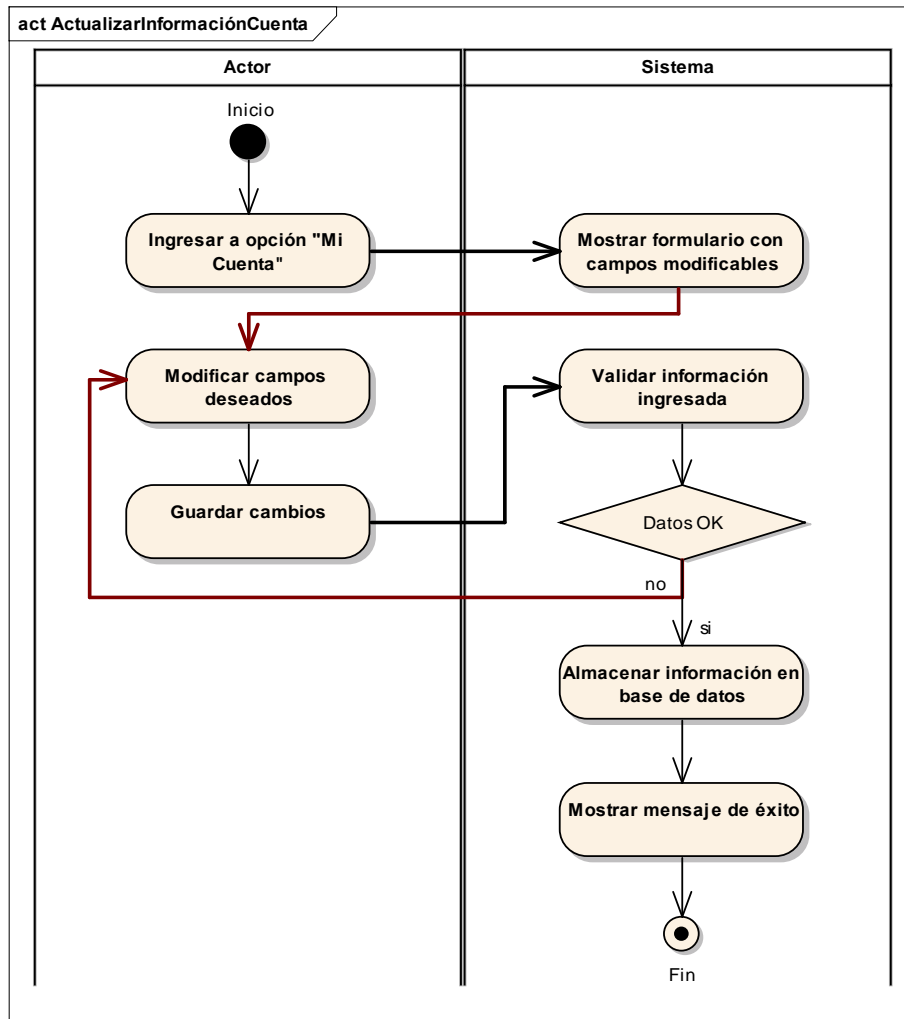 act ActualizarInformaciónCuenta
Actor
Sistema
Inicio
Ingresar a opción "Mi
Cuenta"
Mostrar formulario con
campos modificables
Modificar campos
deseados
Validar información
ingresada
Guardar cambios
Datos OK
no
si
Almacenar información en
base de datos
Mostrar mensaje de éxito
Fin